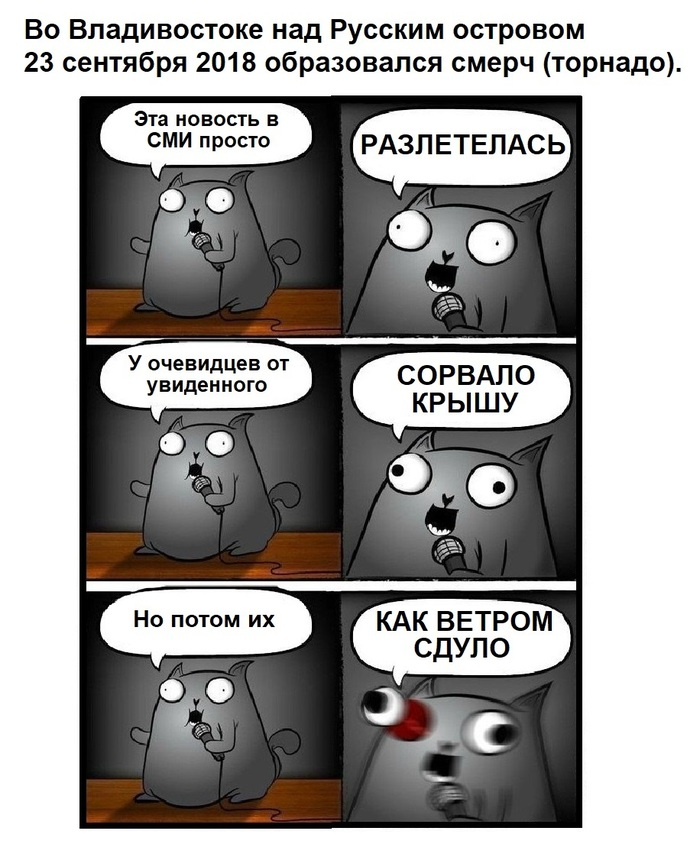 Во Владивостоке над Русским островом
23 сентября 2018 образовался смерч (торнадо).
Эта новость в
СМИ просто
РАЗЛЕТЕЛАСЬ
У очевидцев от
увиденного
СОРВАЛО
КРЫШУ
Но потом их
КАК ВЕТРОМ
СДУЛО